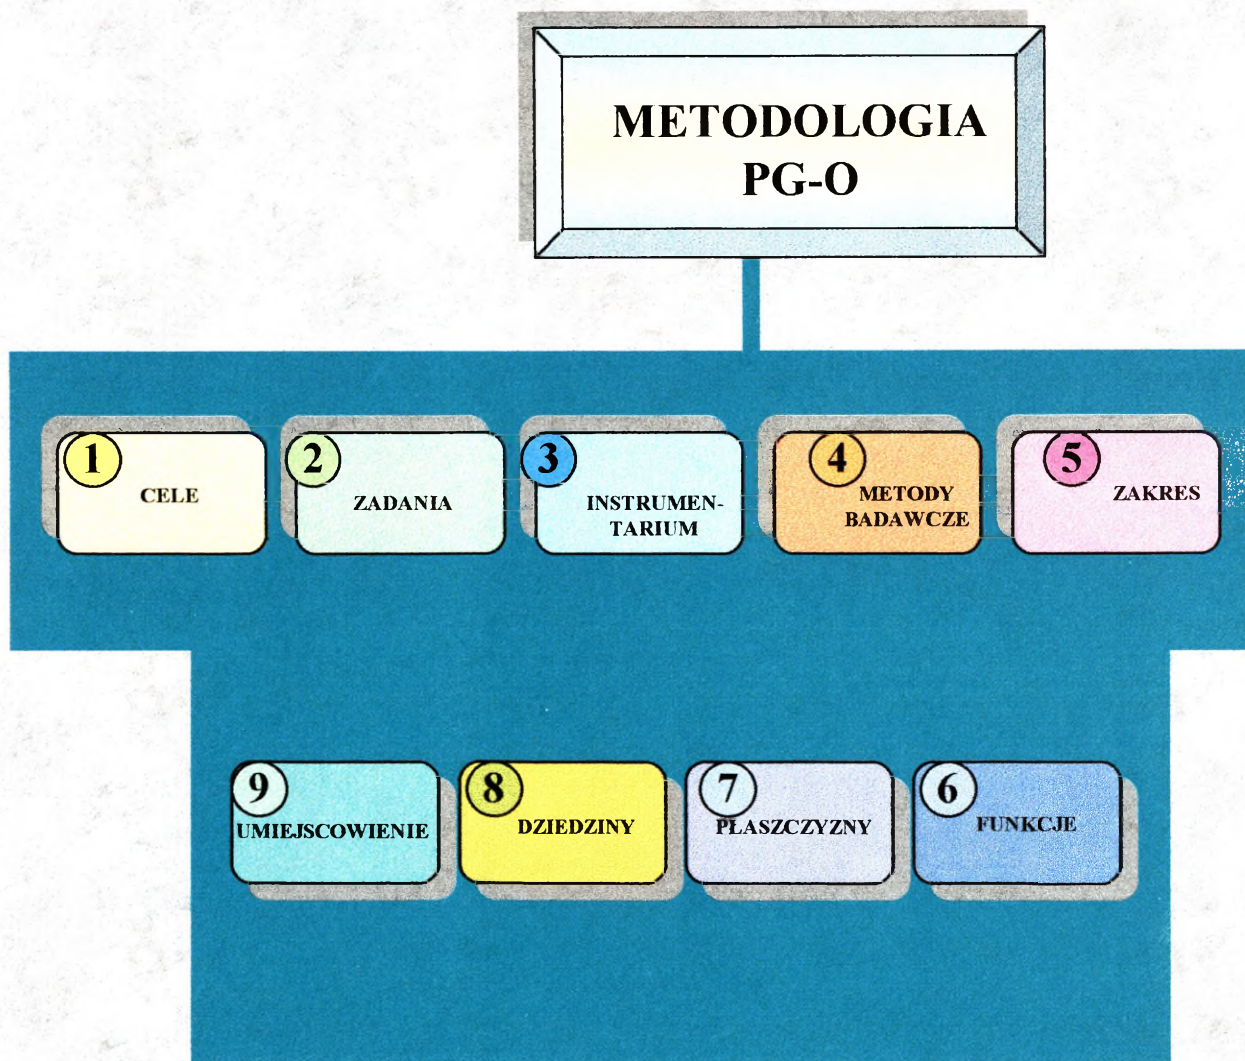 METODOLOGIA
PG-O
1
CELE
2
ZADANIA
3
INSTRUMEN-
TARIUM
4
METODY
BADAWCZE
5
ZAKRES
9
UMIEJSCOWIENIE
8
DZIEDZINY
7
PŁASZCZYZNY
6
FUNKCJE